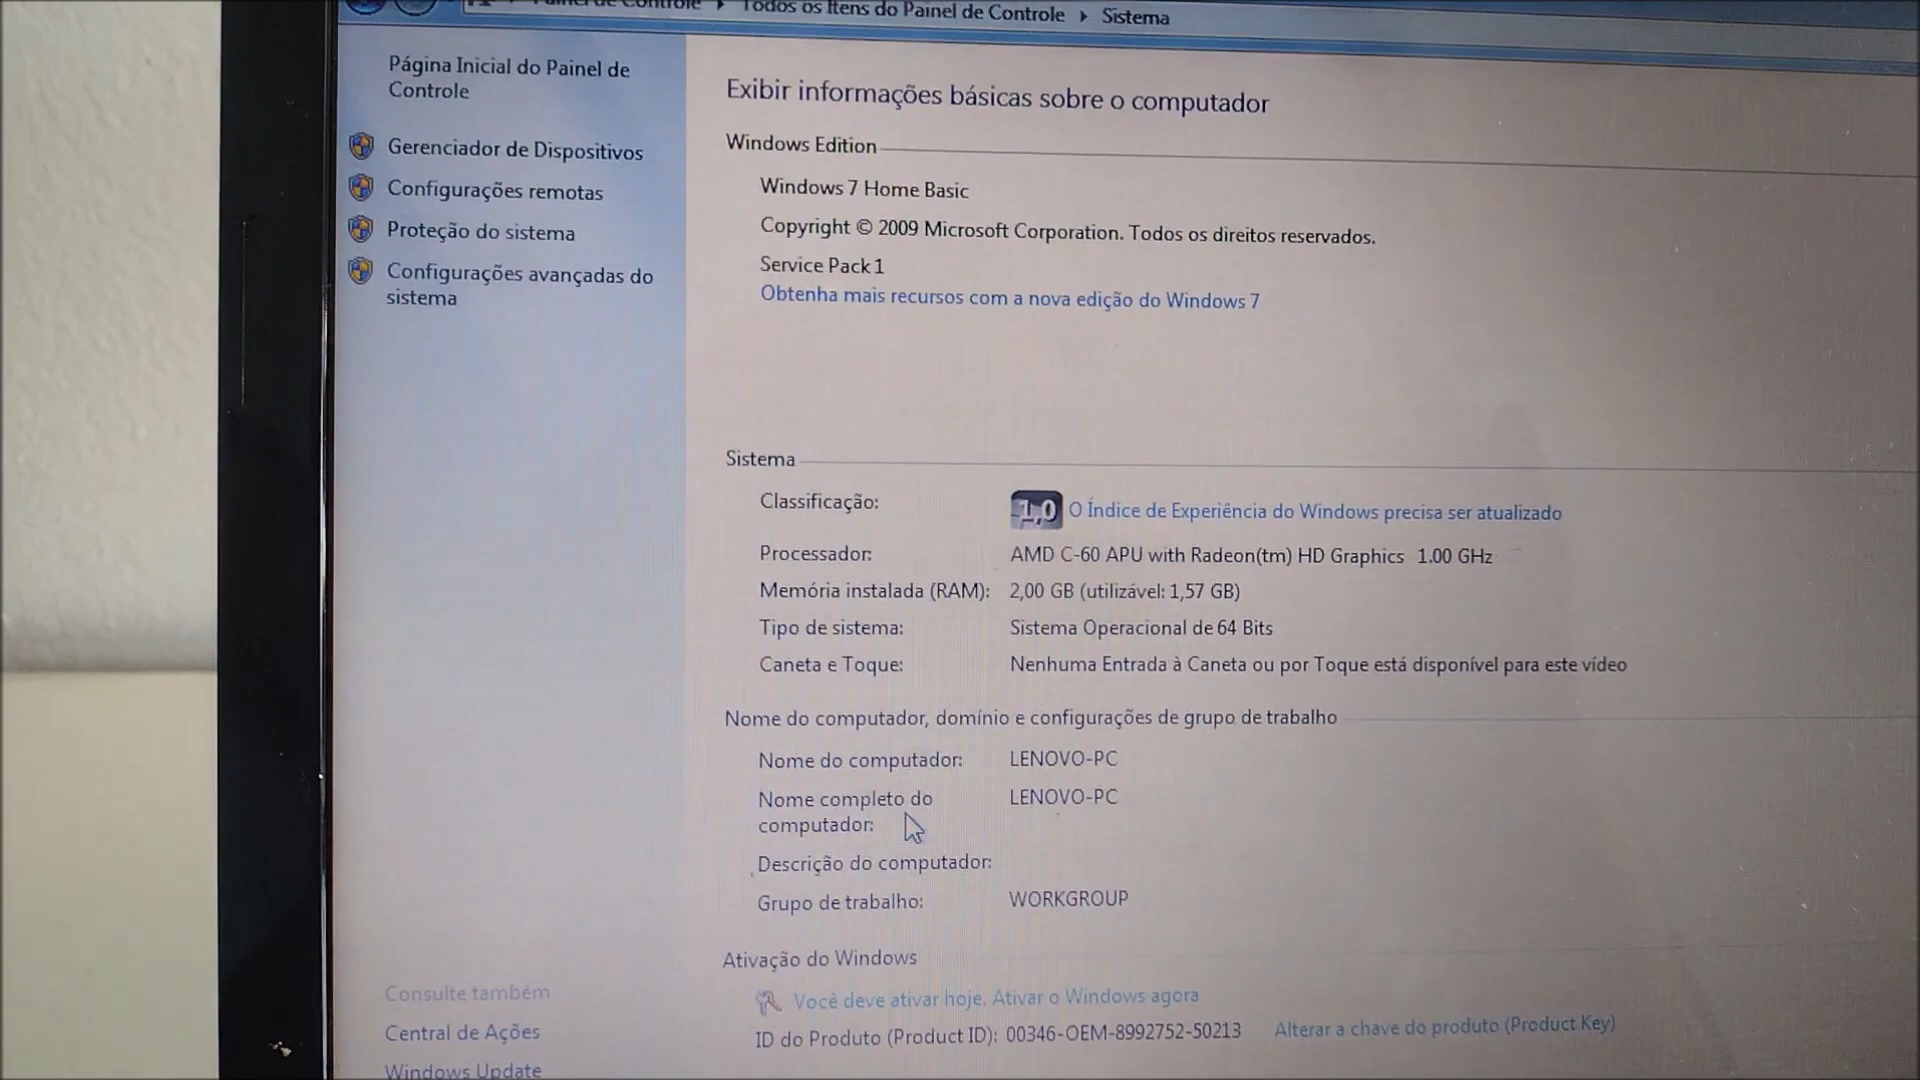 Painel de Controle ▸ Todos os Itens do Painel de Controle ▸ Sistema
Página Inicial do Painel de
Controle
Gerenciador de Dispositivos
Configurações remotas
Proteção do sistema
Configurações avançadas do
sistema
Exibir informações básicas sobre o computador
Windows Edition
Windows 7 Home Basic
Copyright © 2009 Microsoft Corporation. Todos os direitos reservados.
Service Pack 1
Obtenha mais recursos com a nova edição do Windows 7
Sistema
Classificação: 1,0 O Índice de Experiência do Windows precisa ser atualizado
Processador: AMD C-60 APU with Radeon(tm) HD Graphics 1.00 GHz
Memória instalada (RAM): 2,00 GB (utilizável: 1,57 GB)
Tipo de sistema: Sistema Operacional de 64 Bits
Caneta e Toque: Nenhuma Entrada à Caneta ou por Toque está disponível para este vídeo
Nome do computador, domínio e configurações de grupo de trabalho
Nome do computador: LENOVO-PC
Nome completo do LENOVO-PC
computador:
Descrição do computador:
Grupo de trabalho: WORKGROUP
Ativação do Windows
Você deve ativar hoje. Ativar o Windows agora
ID do Produto (Product ID): 00346-OEM-8992752-50213 Alterar a chave do produto (Product Key)
Consulte também
Central de Ações
Windows Update